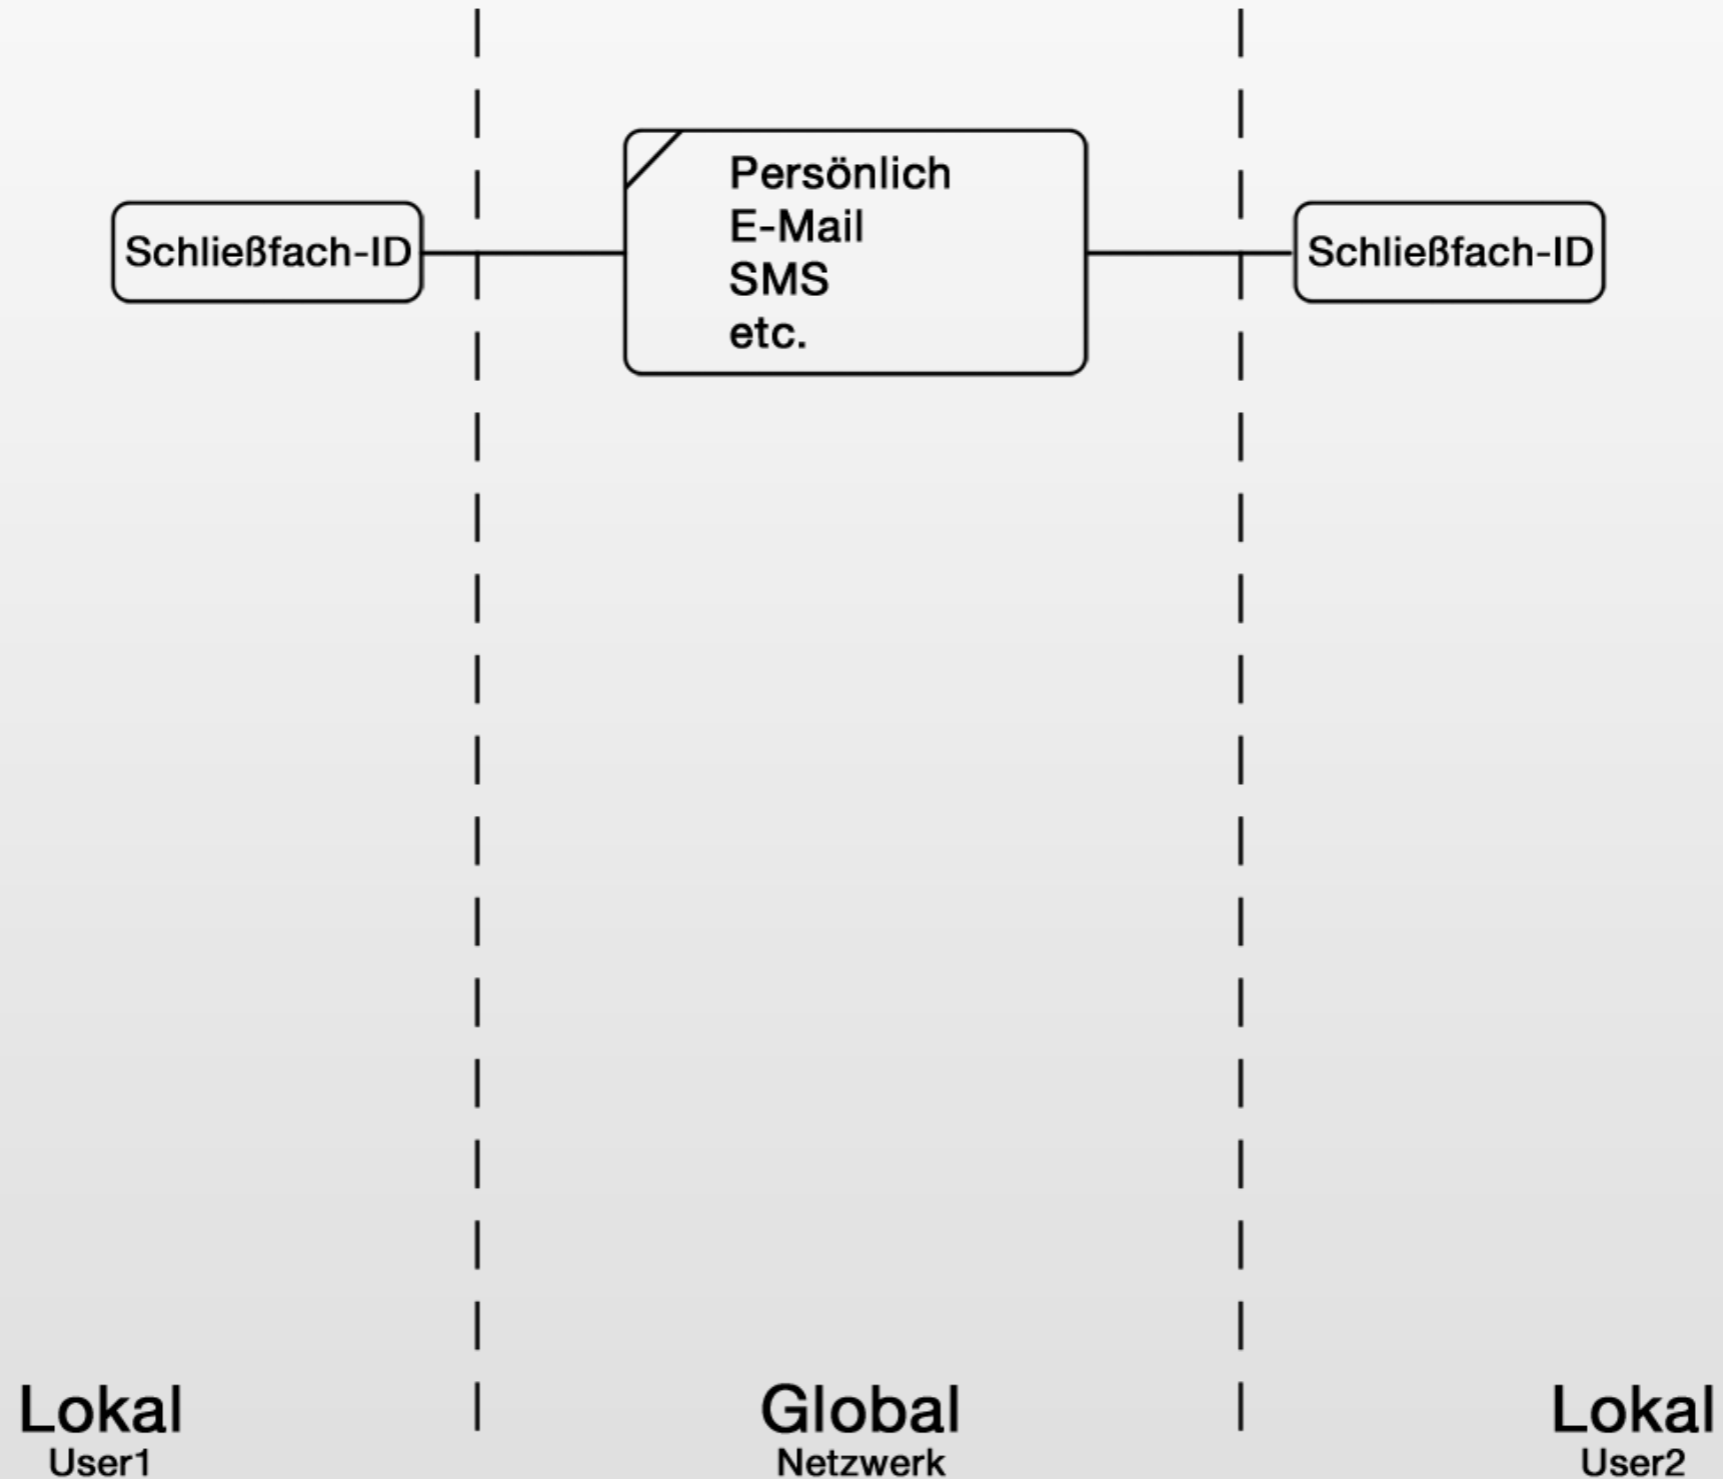 Persönlich
E-Mail
SMS
etc.
Schließfach-ID
Schließfach-ID
Lokal
User1
Global
Netzwerk
Lokal
User2